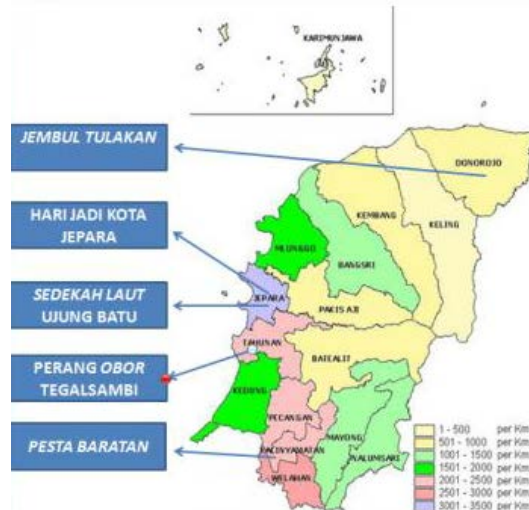 KARIMUNJAWA
JEMBUL TULAKAN
DONOROJO
HARI JADI KOTA
JEPARA
KEMBANG
KELING
MLONGGO
BANGSRI
SEDEKAH LAUT
UJUNG BATU
JEPARA
PAKIS AJI
PERANG OBOR
TEGALSAMBI
TAHUNAN
BATEALIT
KEDUNG
PECANGAN
PESTA BARATAN
MAYONG
NALUMSARI
WELAHAN
1 - 500 per Km
501 - 1000 per Km
1001 - 1500 per Km
1501 - 2000 per Km
2001 - 2500 per Km
2501 - 3000 per Km
3001 - 3500 per Km